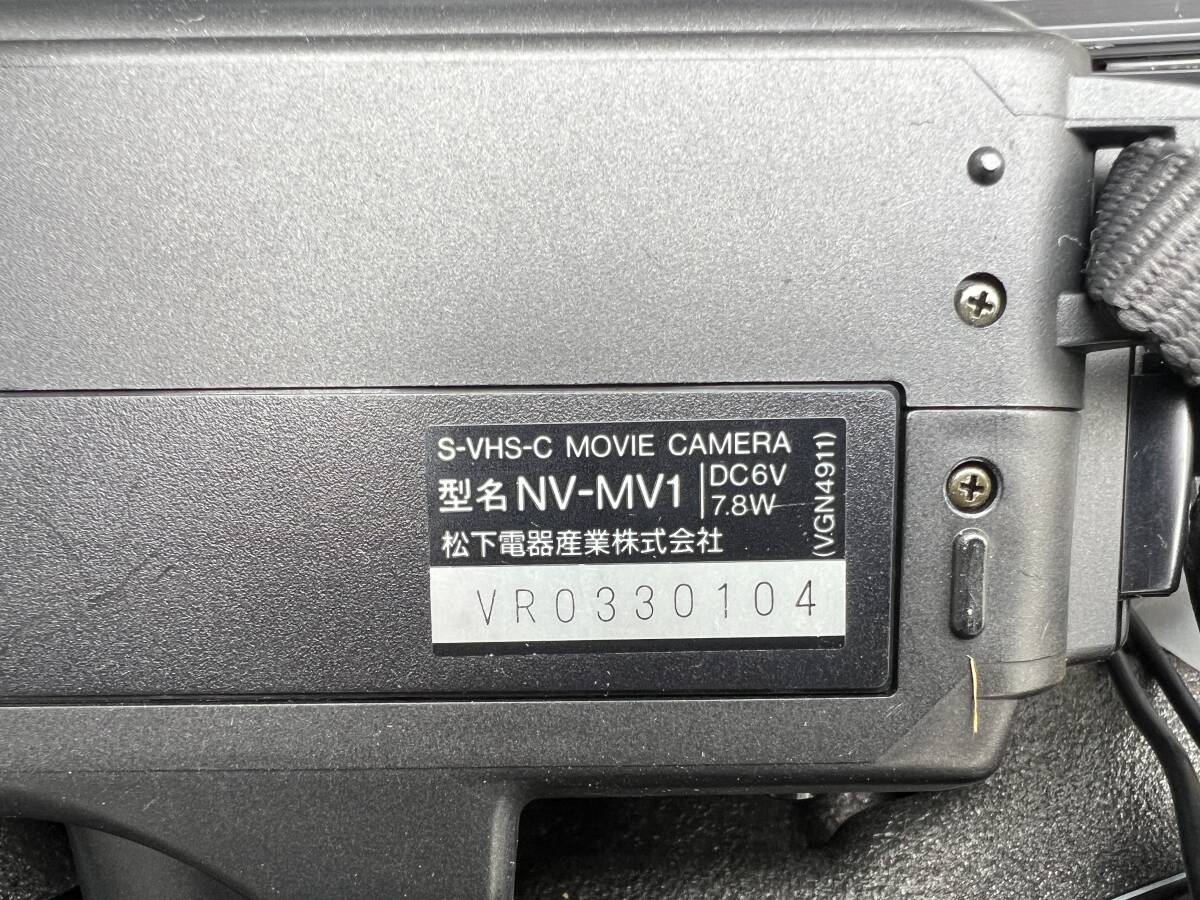 S-VHS-C MOVIE CAMERA
型名 NV-MV1
DC6V
7.8W
松下電器産業株式会社
(VGN4911)
VR0330104